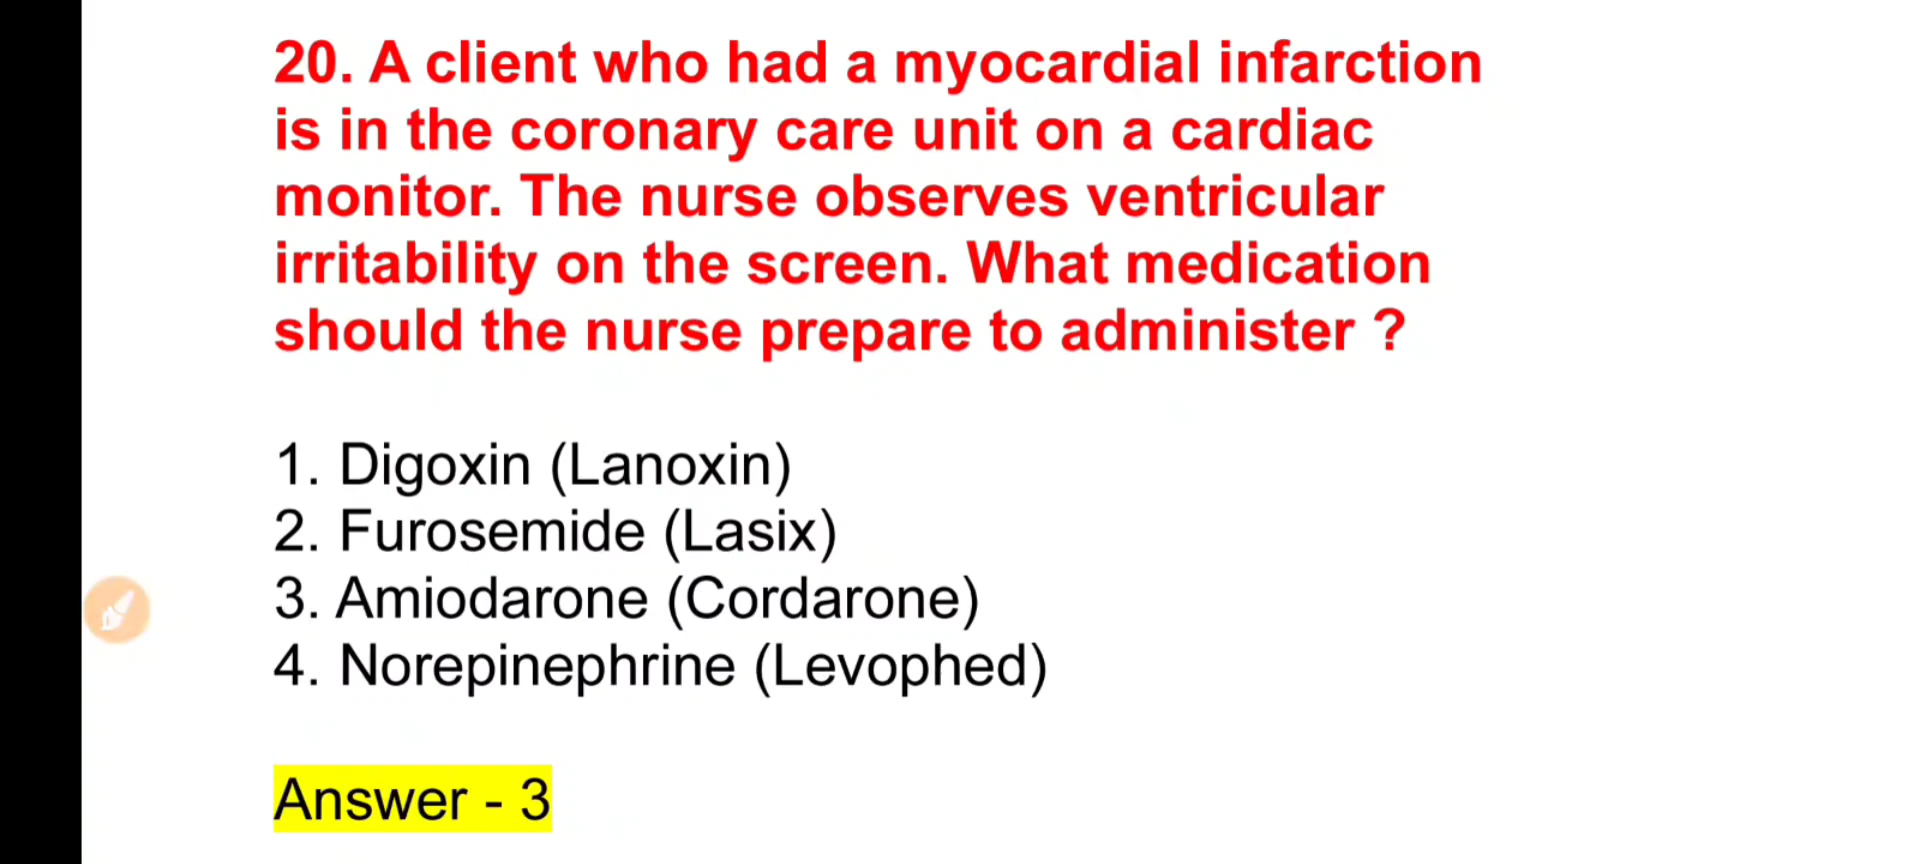 20. A client who had a myocardial infarction
is in the coronary care unit on a cardiac
monitor. The nurse observes ventricular
irritability on the screen. What medication
should the nurse prepare to administer ?
1. Digoxin (Lanoxin)
2. Furosemide (Lasix)
3. Amiodarone (Cordarone)
4. Norepinephrine (Levophed)
Answer - 3